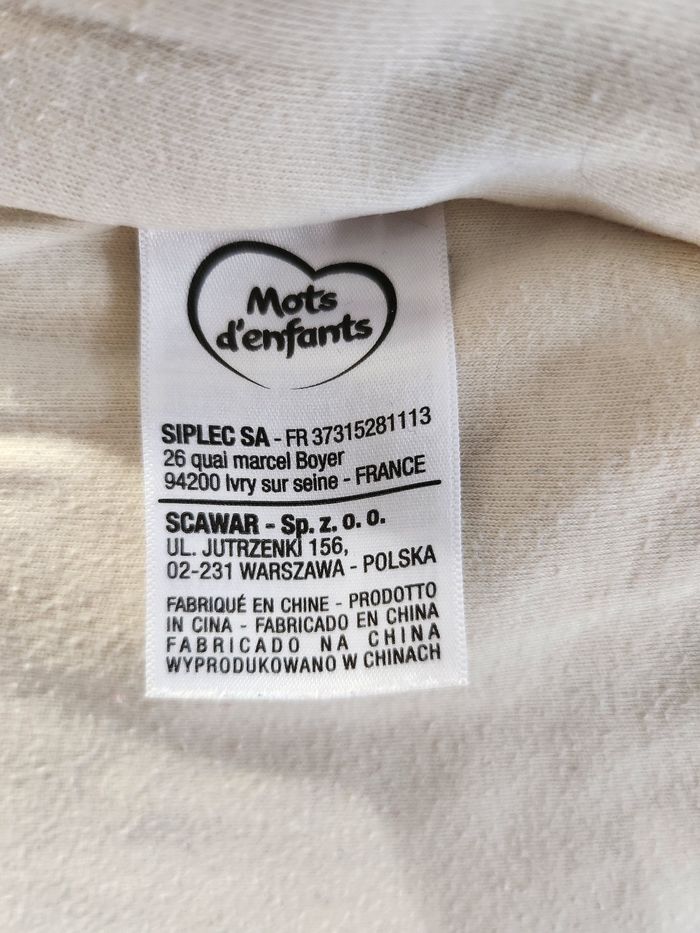 Mots
d'enfants
SIPLEC SA - FR 37315281113
26 quai marcel Boyer
94200 Ivry sur seine - FRANCE
SCAWAR - Sp. z. o. o.
UL. JUTRZENKI 156,
02-231 WARSZAWA - POLSKA
FABRIQUÉ EN CHINE - PRODOTTO
IN CINA - FABRICADO EN CHINA
FABRICADO NA CHINA
WYPRODUKOWANO W CHINACH